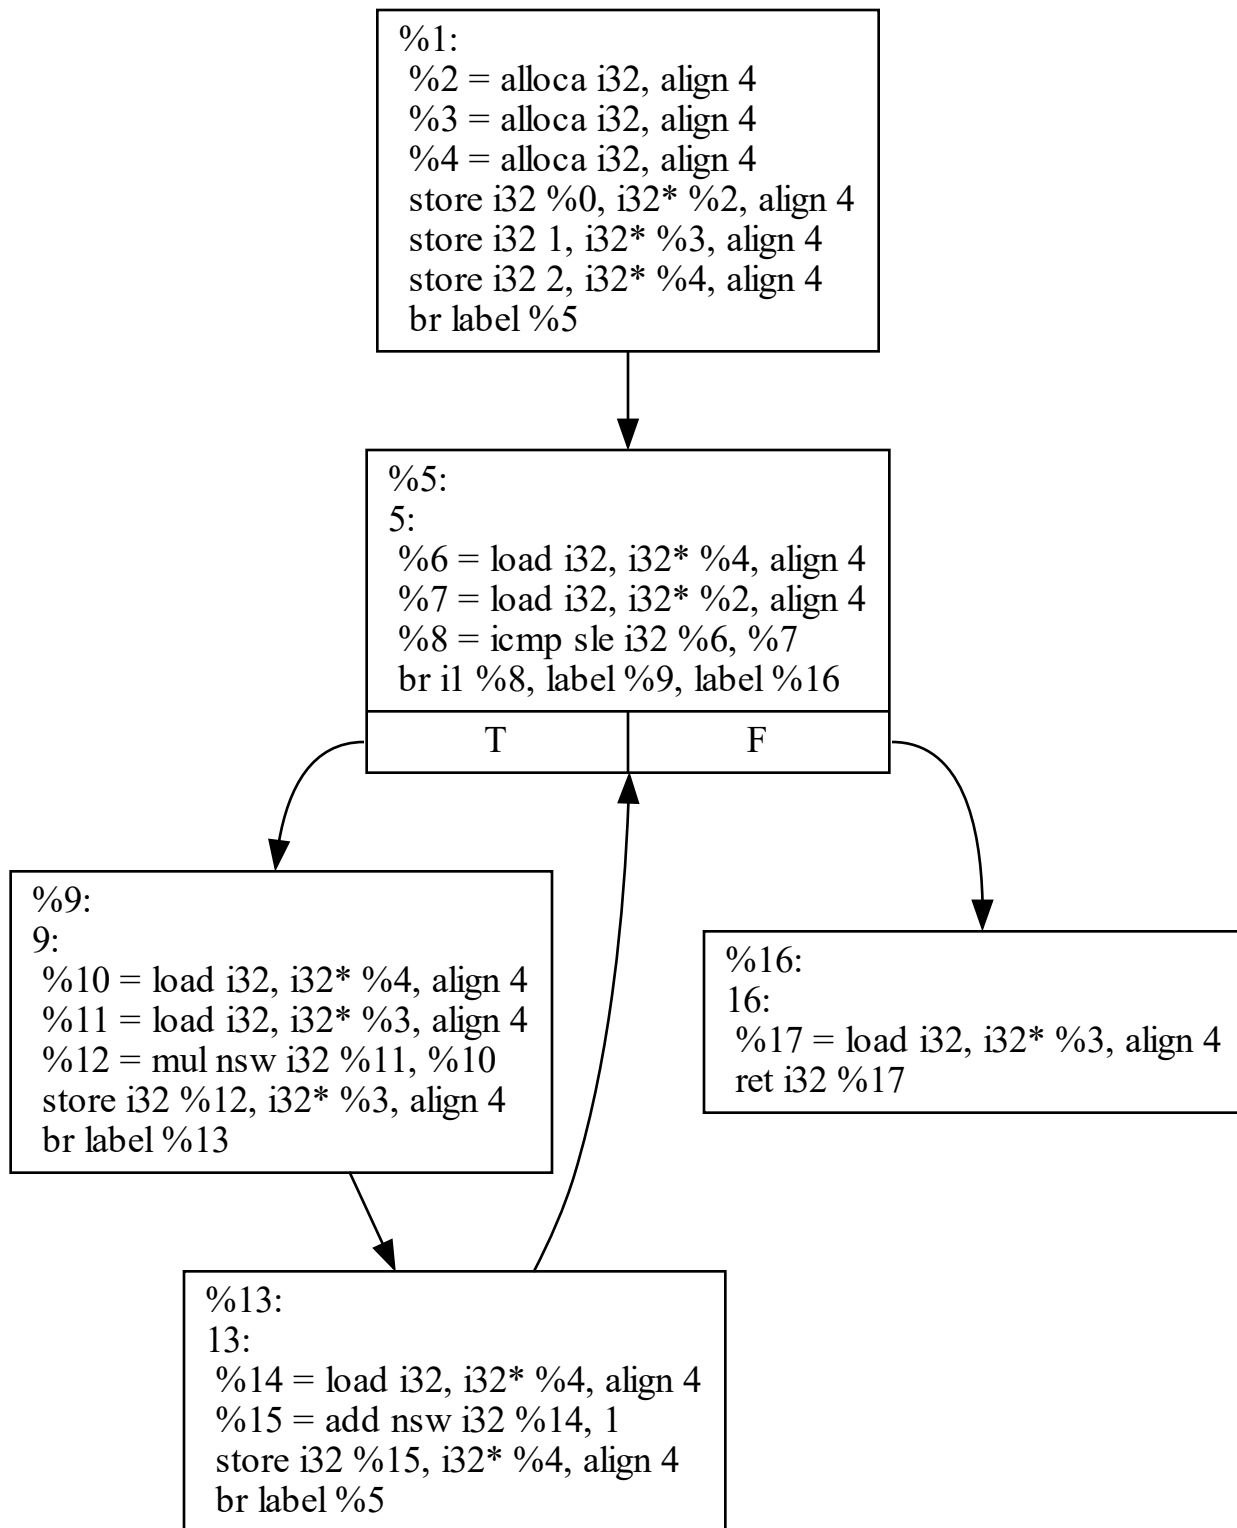 %1:
%2 = alloca i32, align 4
%3 = alloca i32, align 4
%4 = alloca i32, align 4
store i32 %0, i32* %2, align 4
store i32 1, i32* %3, align 4
store i32 2, i32* %4, align 4
br label %5
%5:
5:
%6 = load i32, i32* %4, align 4
%7 = load i32, i32* %2, align 4
%8 = icmp sle i32 %6, %7
br i1 %8, label %9, label %16
T
F
%9:
9:
%10 = load i32, i32* %4, align 4
%11 = load i32, i32* %3, align 4
%12 = mul nsw i32 %11, %10
store i32 %12, i32* %3, align 4
br label %13
%16:
16:
%17 = load i32, i32* %3, align 4
ret i32 %17
%13:
13:
%14 = load i32, i32* %4, align 4
%15 = add nsw i32 %14, 1
store i32 %15, i32* %4, align 4
br label %5